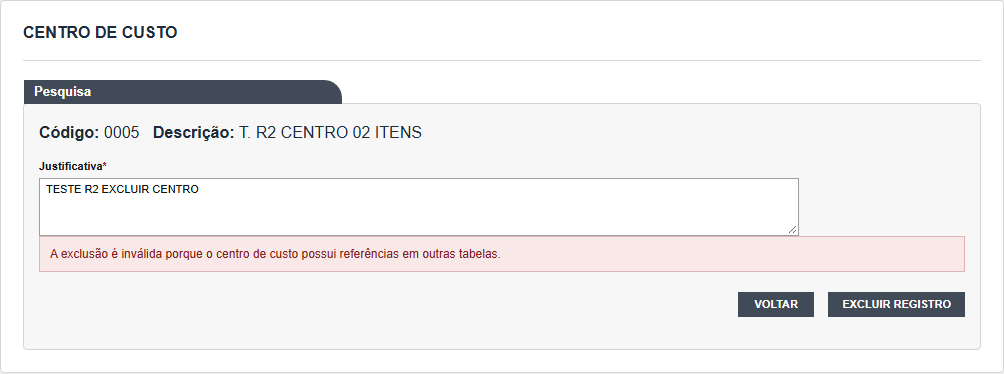 CENTRO DE CUSTO
Pesquisa
Código: 0005 Descrição: T. R2 CENTRO 02 ITENS
Justificativa*
TESTE R2 EXCLUIR CENTRO
A exclusão é inválida porque o centro de custo possui referências em outras tabelas.
VOLTAR EXCLUIR REGISTRO